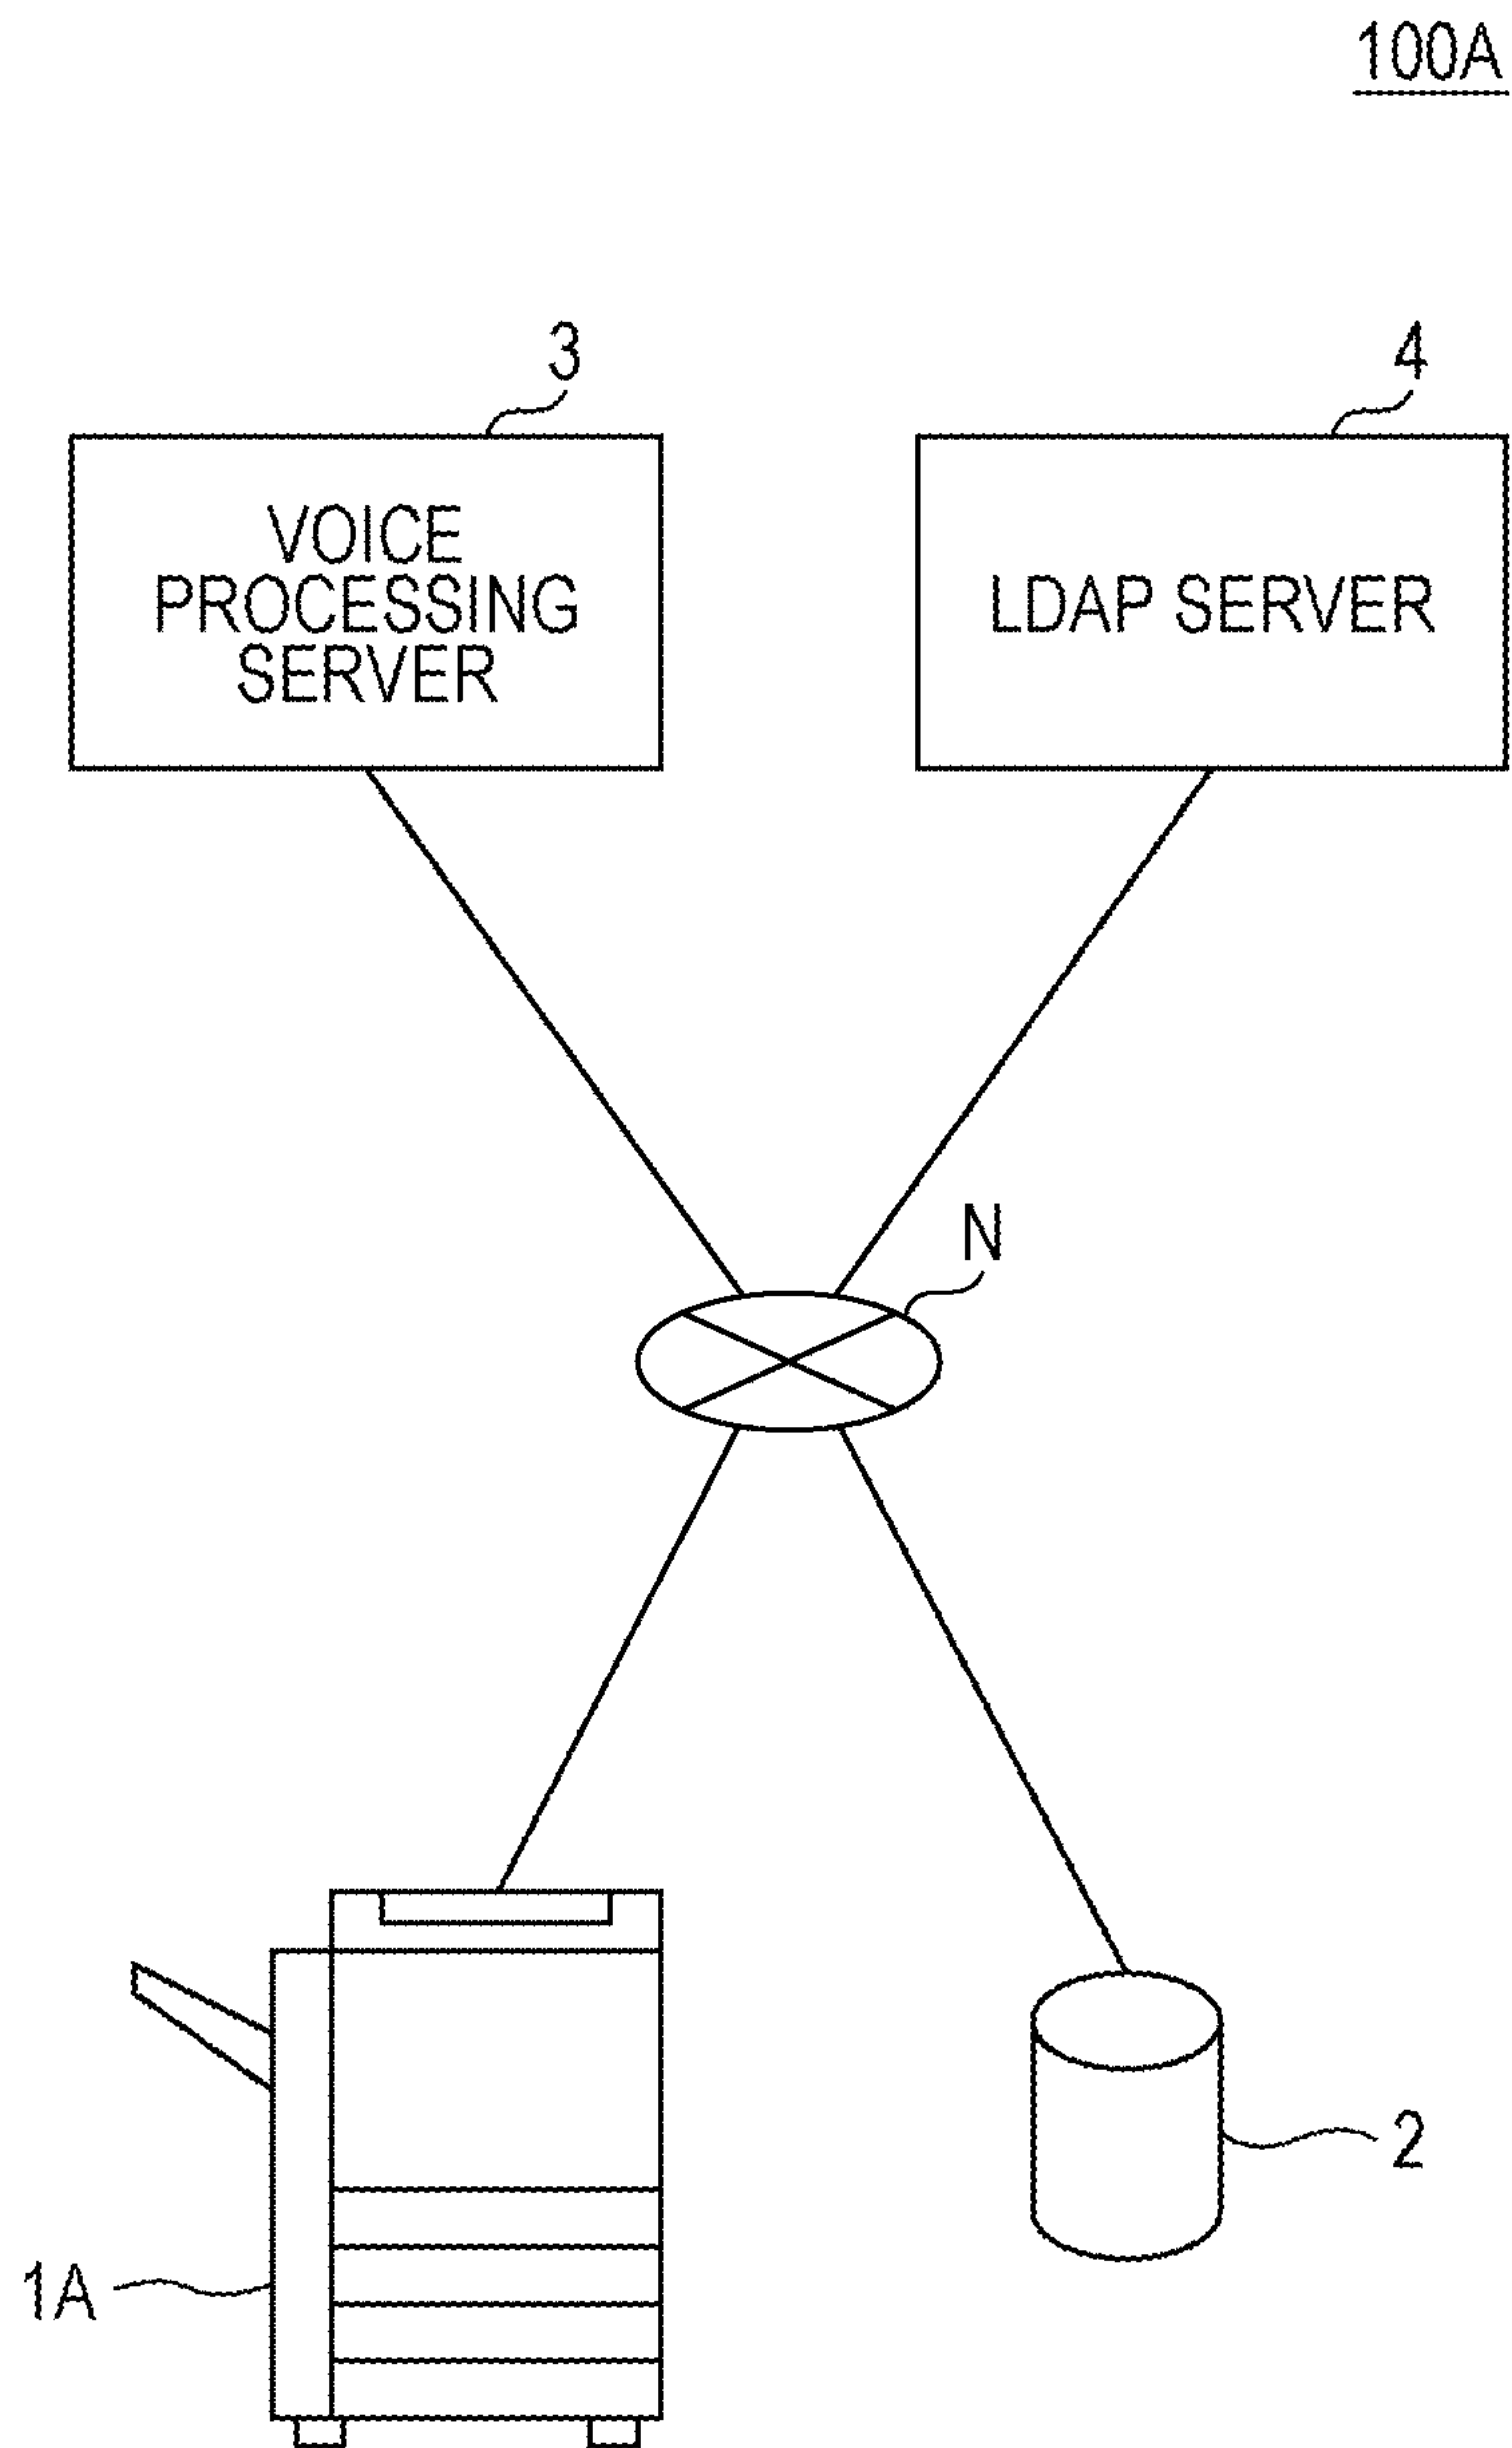 100A
3
4
VOICE
PROCESSING
SERVER
LDAP SERVER
N
2
1A